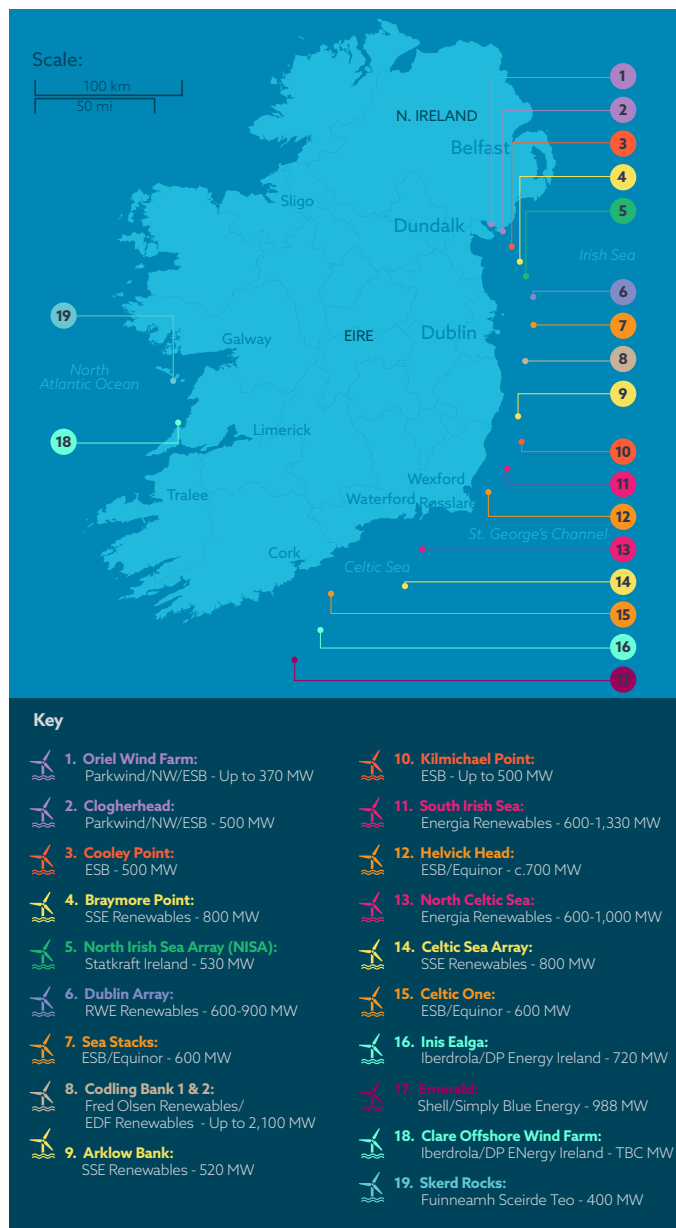 Scale:
100 km
50 mi
N. IRELAND
Belfast
Sligo
Dundalk
Irish Sea
Galway
EIRE
Dublin
North
Atlantic Ocean
Limerick
Wexford
Tralee
Waterford
Rosslare
St. George's Channel
Cork
Celtic Sea
1
2
3
4
5
6
7
8
9
10
11
12
13
14
15
16
17
19
18
Key
1. Oriel Wind Farm:
Parkwind/NW/ESB - Up to 370 MW
2. Clogherhead:
Parkwind/NW/ESB - 500 MW
3. Cooley Point:
ESB - 500 MW
4. Braymore Point:
SSE Renewables - 800 MW
5. North Irish Sea Array (NISA):
Statkraft Ireland - 530 MW
6. Dublin Array:
RWE Renewables - 600-900 MW
7. Sea Stacks:
ESB/Equinor - 600 MW
8. Codling Bank 1 & 2:
Fred Olsen Renewables/
EDF Renewables - Up to 2,100 MW
9. Arklow Bank:
SSE Renewables - 520 MW
10. Kilmichael Point:
ESB - Up to 500 MW
11. South Irish Sea:
Energia Renewables - 600-1,330 MW
12. Helvick Head:
ESB/Equinor - c.700 MW
13. North Celtic Sea:
Energia Renewables - 600-1,000 MW
14. Celtic Sea Array:
SSE Renewables - 800 MW
15. Celtic One:
ESB/Equinor - 600 MW
16. Inis Ealga:
Iberdrola/DP Energy Ireland - 720 MW
17. Emerald:
Shell/Simply Blue Energy - 988 MW
18. Clare Offshore Wind Farm:
Iberdrola/DP ENergy Ireland - TBC MW
19. Skerd Rocks:
Fuinneamh Sceirde Teo - 400 MW